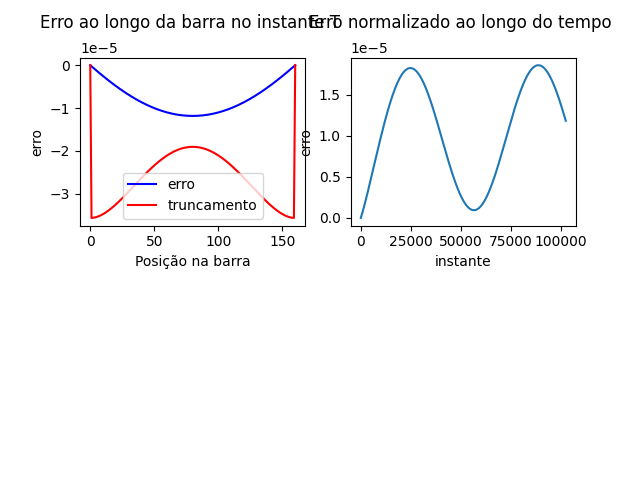 Erro ao longo da barra no instante T
Erro normalizado ao longo do tempo
1e−5
0
−1
−2
−3
erro
erro
truncamento
0
50
100
150
Posição na barra
1e−5
1.5
1.0
0.5
0.0
erro
0
25000
50000
75000
100000
instante